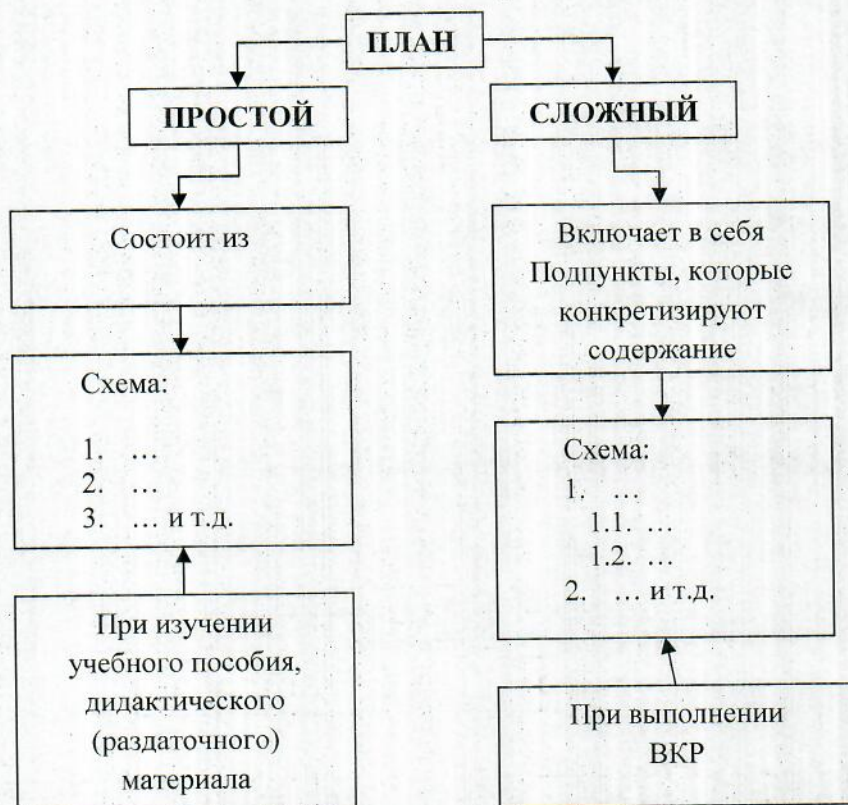 ПЛАН
ПРОСТОЙ
СЛОЖНЫЙ
Состоит из
Включает в себя
Подпункты, которые
конкретизируют
содержание
Схема:
1. ...
2. ...
3. ... и т.д.
Схема:
1. ...
1.1. ...
1.2. ...
2. ... и т.д.
При изучении
учебного пособия,
дидактического
(раздаточного)
материала
При выполнении
ВКР